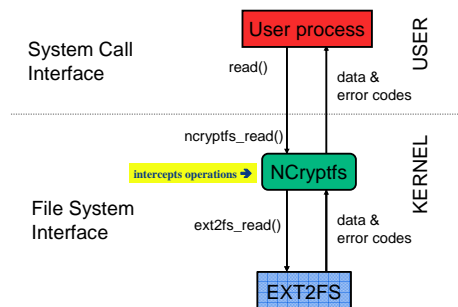 User process
System Call
Interface
USER
read()
data &
error codes
ncryptfs_read()
intercepts operations ➔
NCryptfs
KERNEL
File System
Interface
ext2fs_read()
data &
error codes
EXT2FS